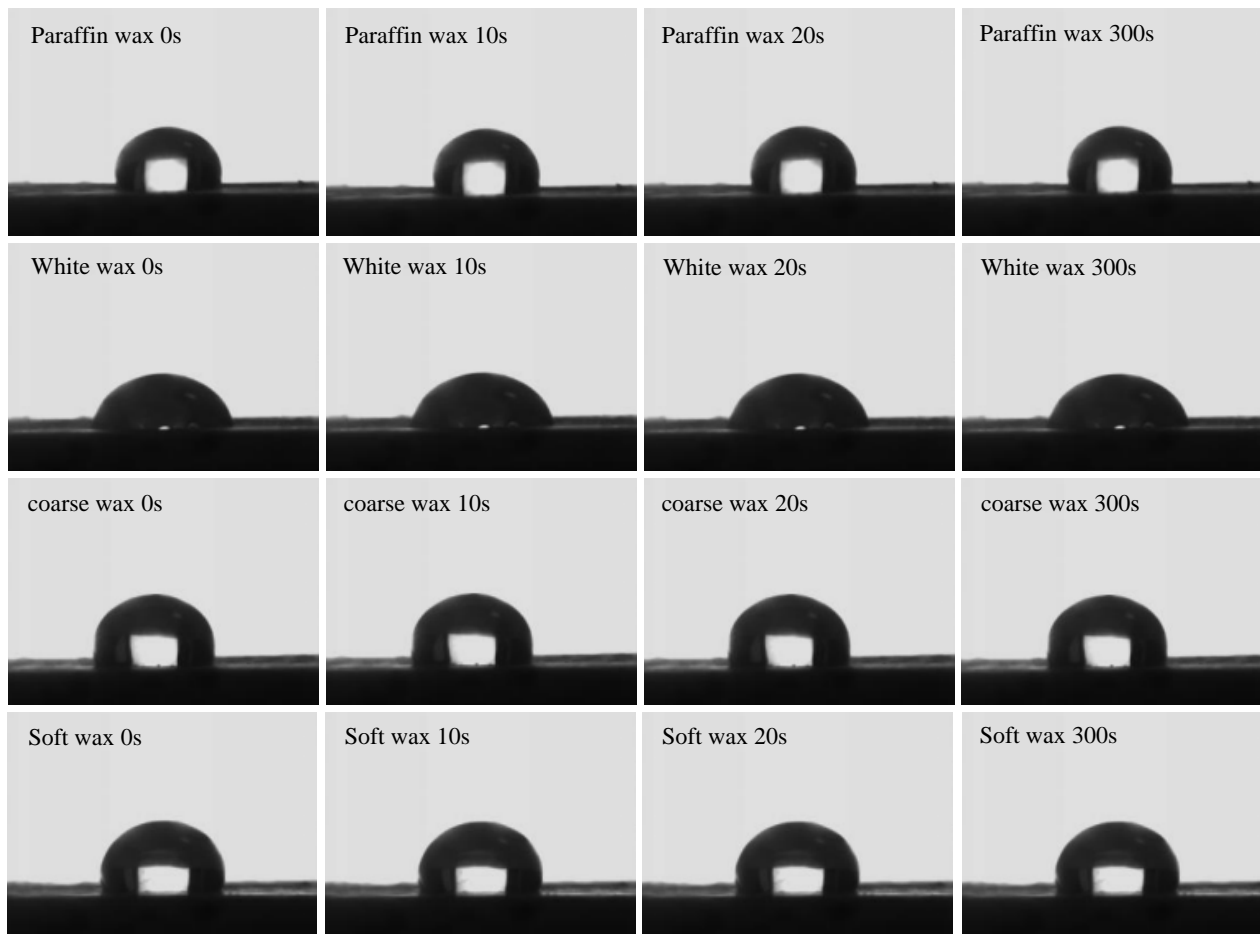 Paraffin wax 0s
Paraffin wax 10s
Paraffin wax 20s
Paraffin wax 300s
White wax 0s
White wax 10s
White wax 20s
White wax 300s
coarse wax 0s
coarse wax 10s
coarse wax 20s
coarse wax 300s
Soft wax 0s
Soft wax 10s
Soft wax 20s
Soft wax 300s